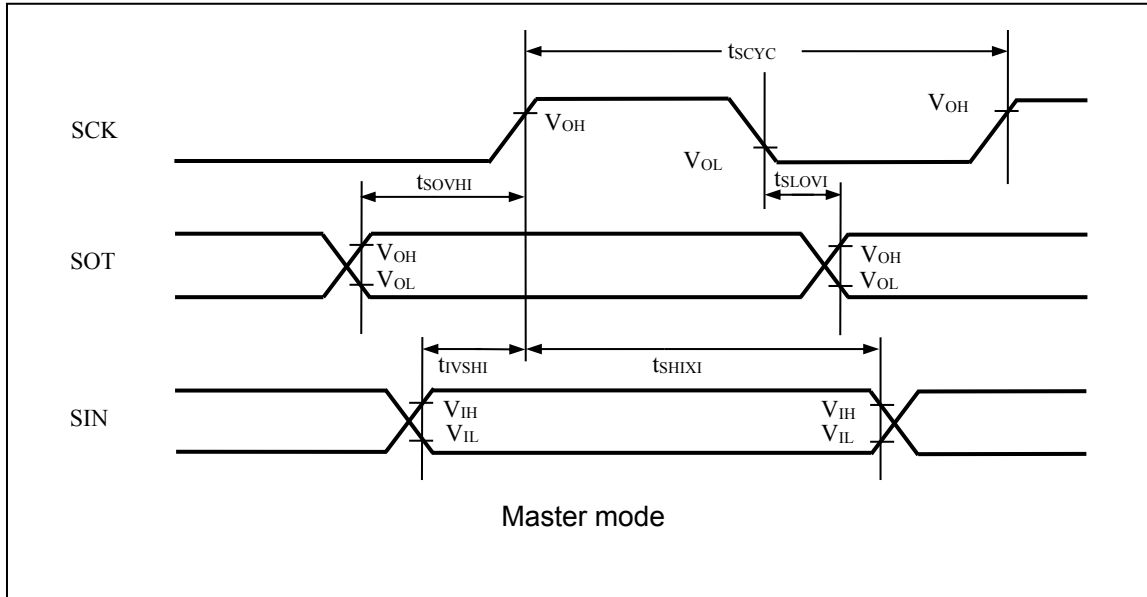 tSCYC
SCK
VOH
VOL
VOH
tSOVHI
tSLOVI
SOT
VOH
VOL
VOH
VOL
tIVSHI
tSHIXI
SIN
VIH
VIL
VIH
VIL
Master mode